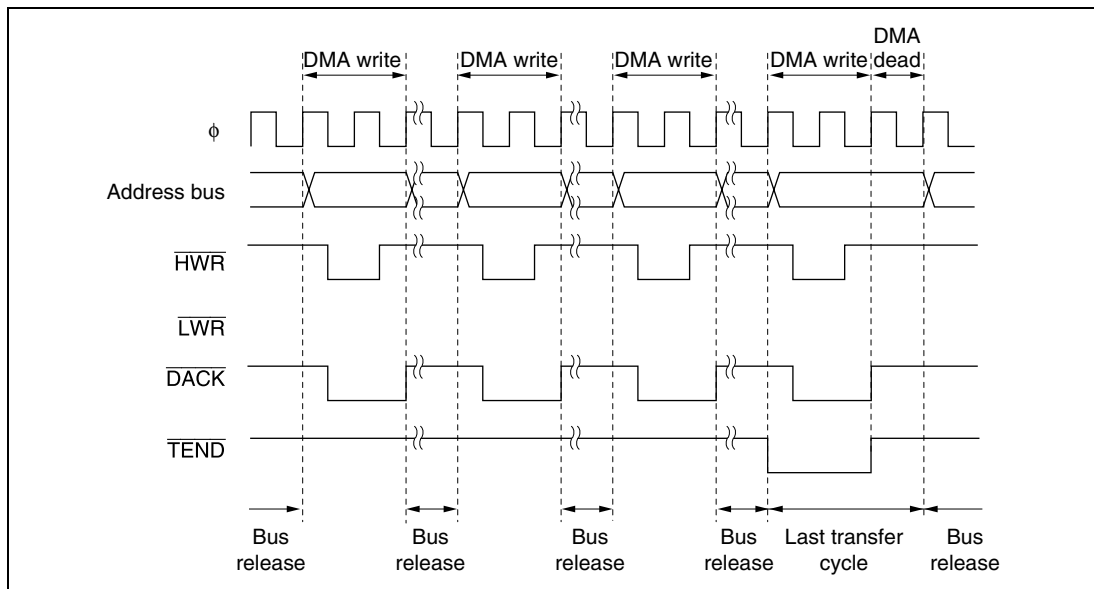 DMA
DMA write DMA write DMA write DMA write dead
ϕ
Address bus
HWR
LWR
DACK
TEND
Bus Bus Bus Bus Last transfer Bus
release release release release cycle release